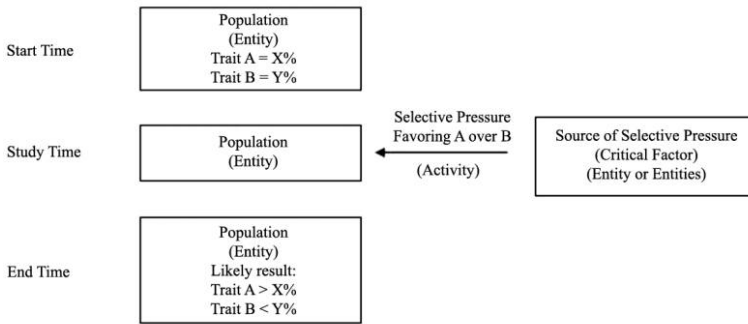 Start Time
Population
(Entity)
Trait A = X%
Trait B = Y%
Study Time
Population
(Entity)
Selective Pressure
Favoring A over B
(Activity)
Source of Selective Pressure
(Critical Factor)
(Entity or Entities)
End Time
Population
(Entity)
Likely result:
Trait A > X%
Trait B < Y%